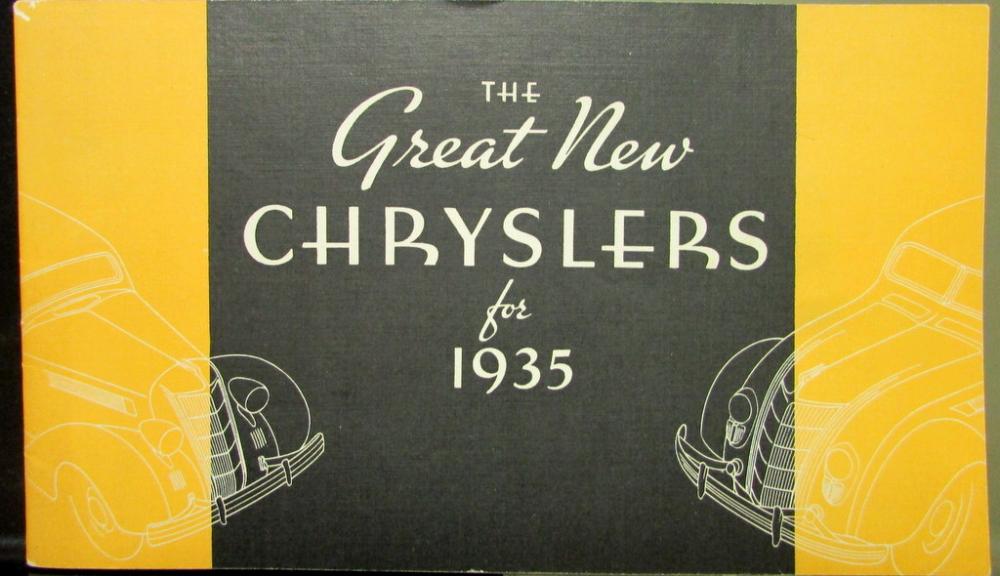 THE
Great New
CHRYSLERS
for
1935